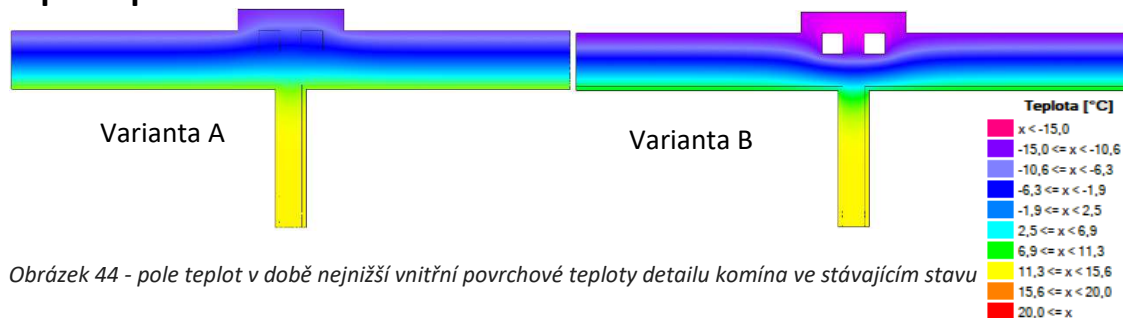 Varianta A
Varianta B
Teplota [°C]
x < -15,0
-15,0 <= x < -10,6
-10,6 <= x < -6,3
-6,3 <= x < -1,9
-1,9 <= x < 2,5
2,5 <= x < 6,9
6,9 <= x < 11,3
11,3 <= x < 15,6
15,6 <= x < 20,0
20,0 <= x
Obrázek 44 - pole teplot v době nejnižší vnitřní povrchové teploty detailu komína ve stávajícím stavu